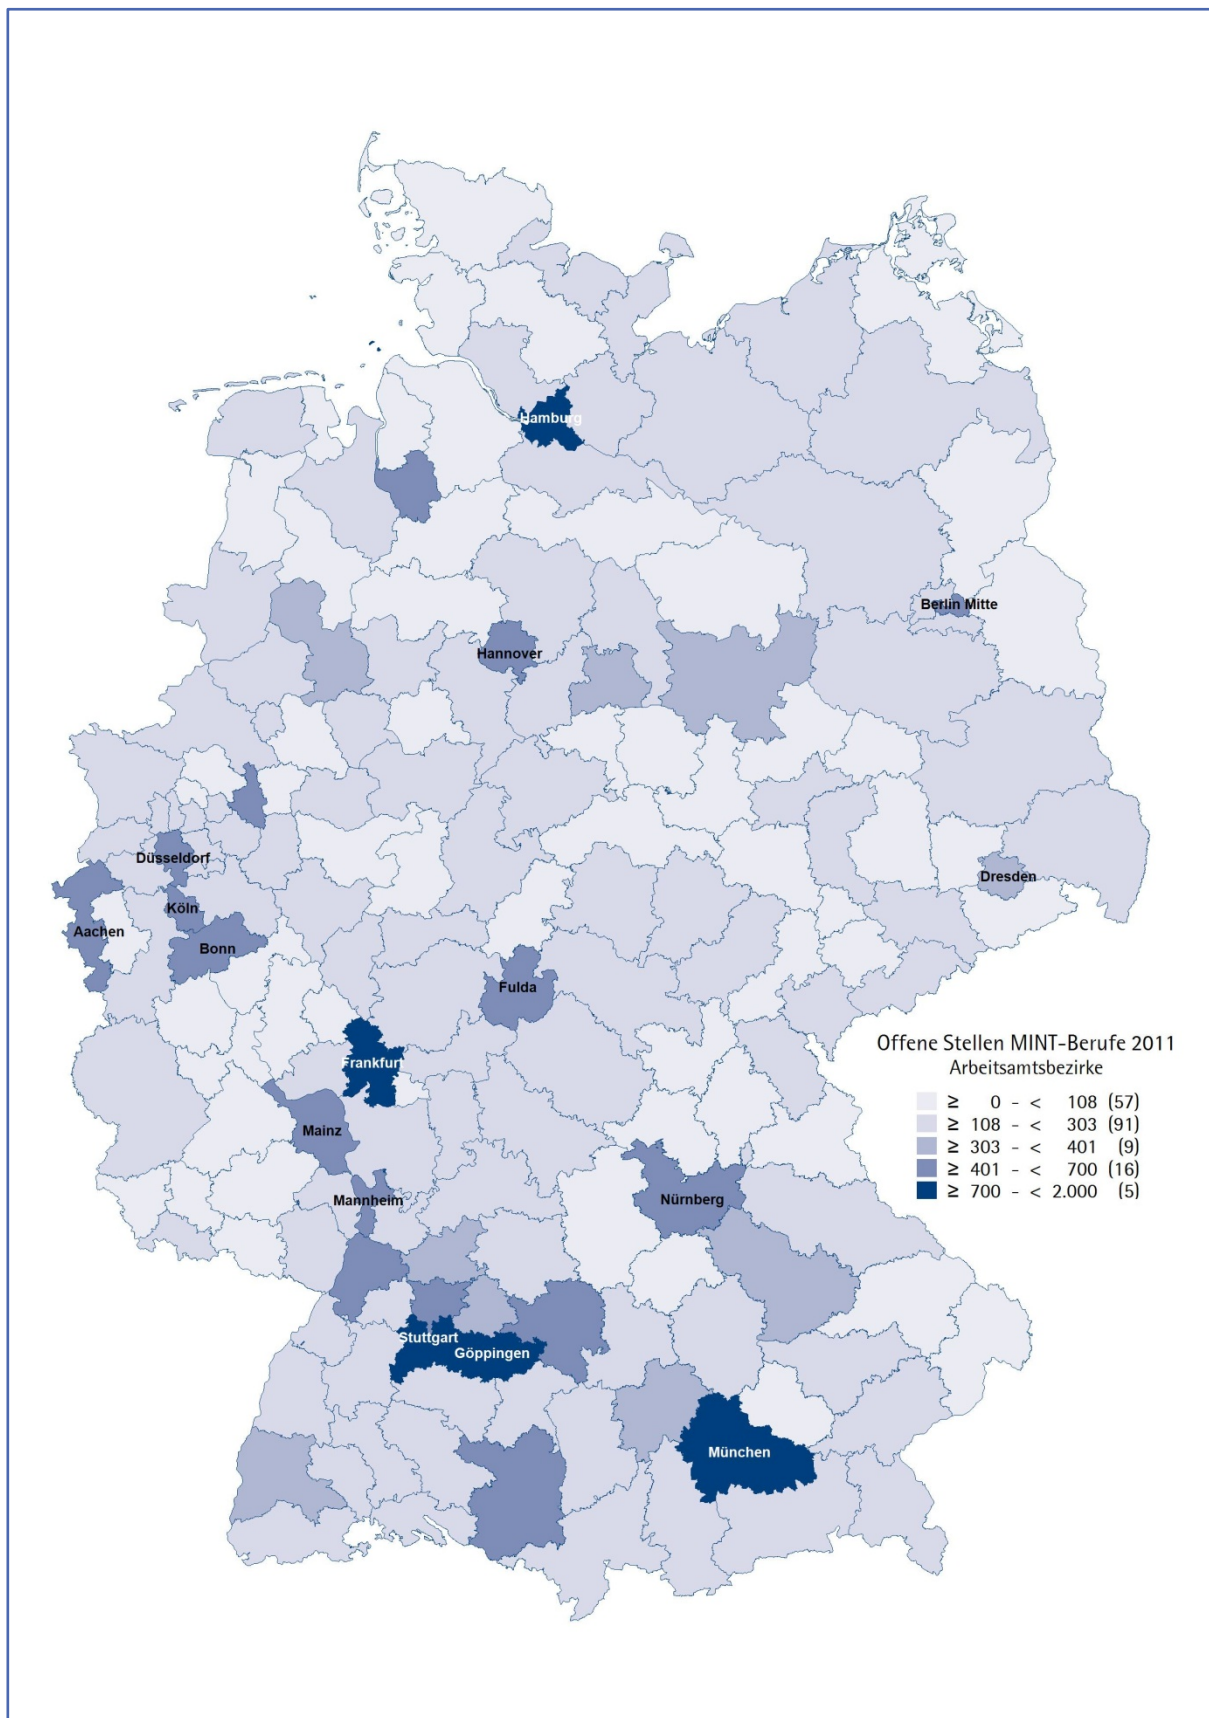 Hamburg
Berlin Mitte
Hannover
Düsseldorf
Dresden
Köln
Aachen
Bonn
Fulda
Frankfurt
Offene Stellen MINT-Berufe 2011
Arbeitsamtsbezirke
≥ 0 - < 108 (57)
≥ 108 - < 303 (91)
≥ 303 - < 401 (9)
≥ 401 - < 700 (16)
≥ 700 - < 2.000 (5)
Mainz
Mannheim
Nürnberg
Stuttgart
Göppingen
München